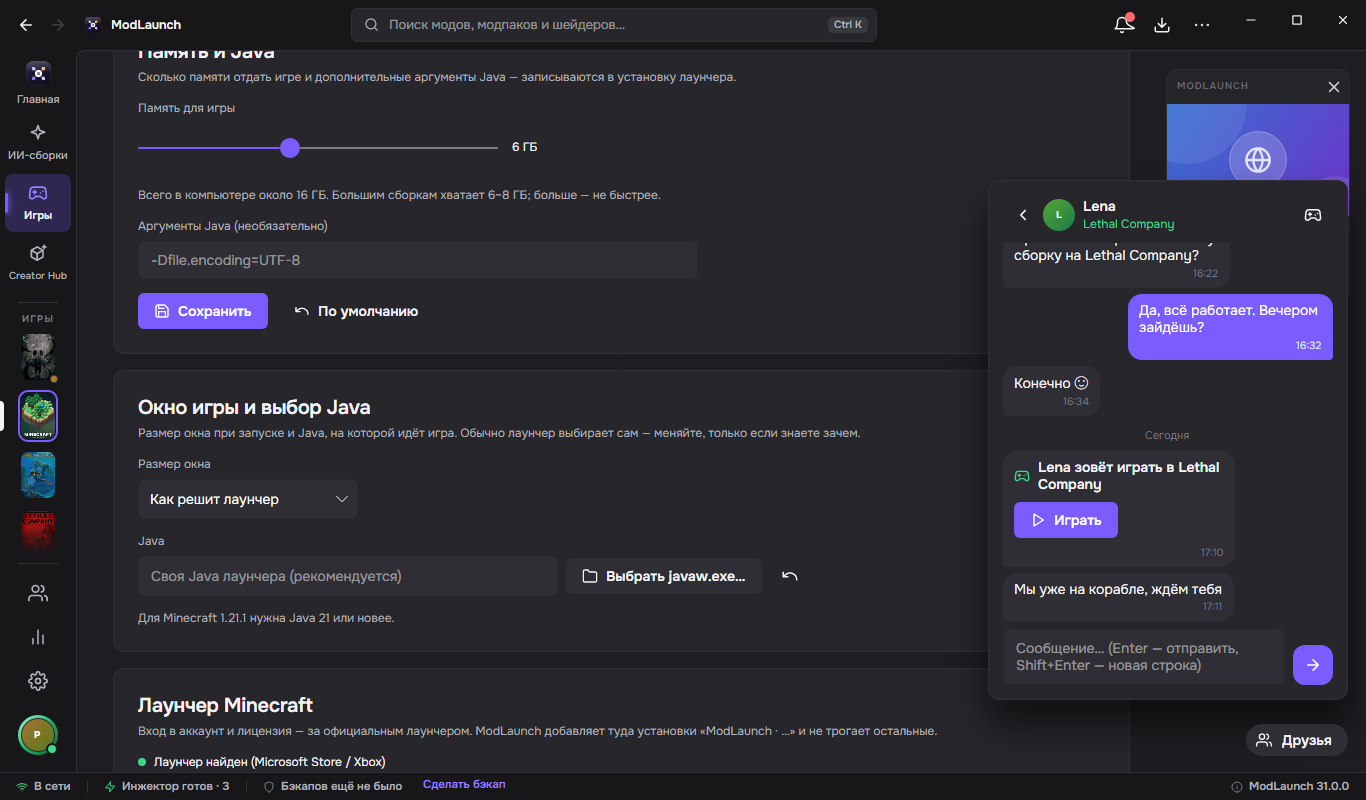 ModLaunch
Поиск модов, модпаков и шейдеров...
Ctrl K
Главная
ИИ-сборки
Игры
Creator Hub
ИГРЫ
MINECRAFT
LETHAL
COMPANY
P
Память и Java
Сколько памяти отдать игре и дополнительные аргументы Java — записываются в установку лаунчера.
Память для игры
6 ГБ
Всего в компьютере около 16 ГБ. Большим сборкам хватает 6–8 ГБ; больше — не быстрее.
Аргументы Java (необязательно)
-Dfile.encoding=UTF-8
Сохранить
По умолчанию
Окно игры и выбор Java
Размер окна при запуске и Java, на которой идёт игра. Обычно лаунчер выбирает сам — меняйте, только если знаете зачем.
Размер окна
Как решит лаунчер
Java
Своя Java лаунчера (рекомендуется)
Выбрать javaw.exe...
Для Minecraft 1.21.1 нужна Java 21 или новее.
Лаунчер Minecraft
Вход в аккаунт и лицензия — за официальным лаунчером. ModLaunch добавляет туда установки «ModLaunch · ...» и не трогает остальные.
Лаунчер найден (Microsoft Store / Xbox)
MODLAUNCH
L
Lena
Lethal Company
сборку на Lethal Company?
16:22
Да, всё работает. Вечером
зайдёшь?
16:32
Конечно
16:34
Сегодня
Lena зовёт играть в Lethal
Company
Играть
17:10
Мы уже на корабле, ждём тебя
17:11
Сообщение... (Enter — отправить,
Shift+Enter — новая строка)
Друзья
В сети
Инжектор готов · 3
Бэкапов ещё не было
Сделать бэкап
ModLaunch 31.0.0